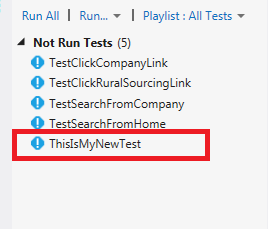 Run All | Run... | Playlist : All Tests
Not Run Tests (5)
TestClickCompanyLink
TestClickRuralSourcingLink
TestSearchFromCompany
TestSearchFromHome
ThisIsMyNewTest